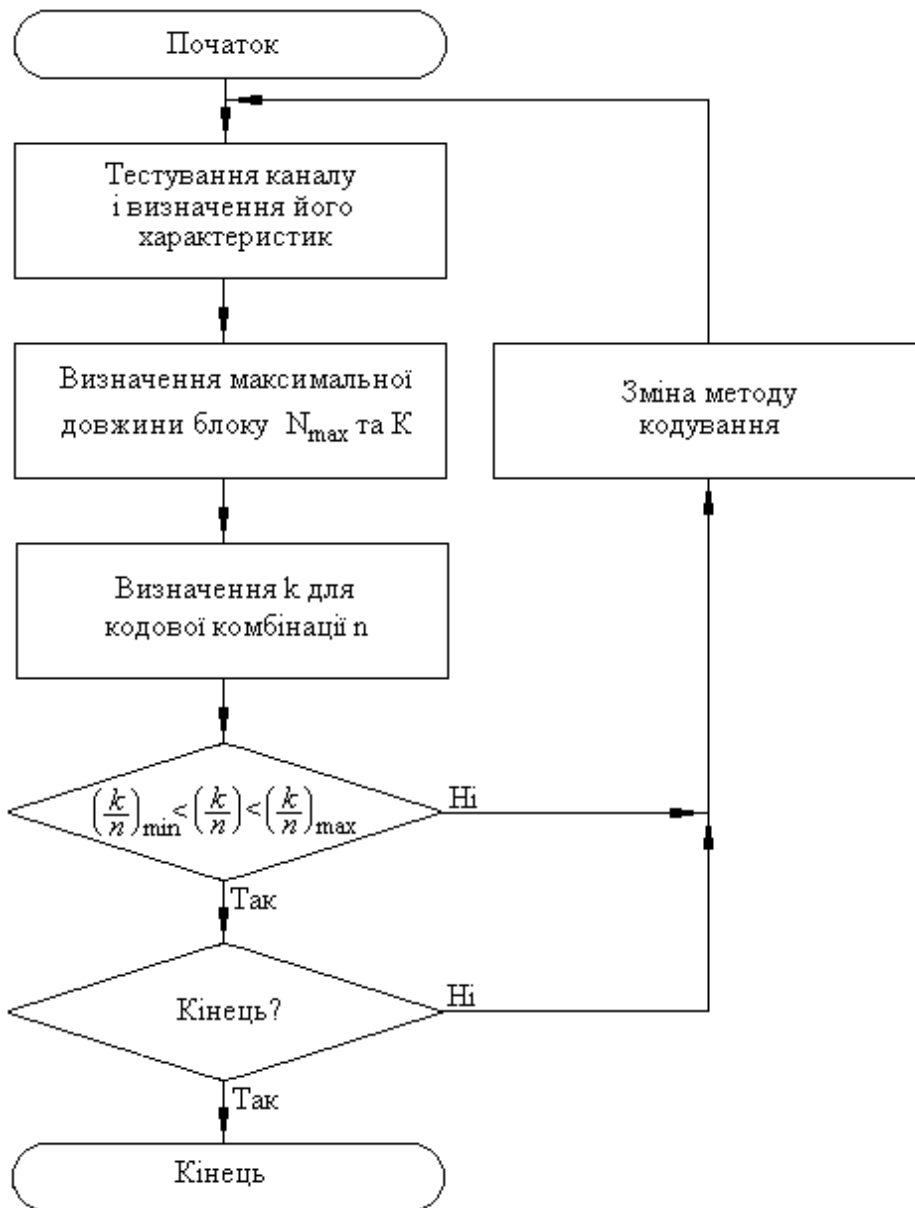 Початок
Тестування каналу
і визначення його
характеристик
Визначення максимальної
довжини блоку N_max та К
Зміна методу
кодування
Визначення k для
кодової комбінації n
(k/n)_min < (k/n) < (k/n)_max
Ні
Так
Кінець?
Ні
Так
Кінець